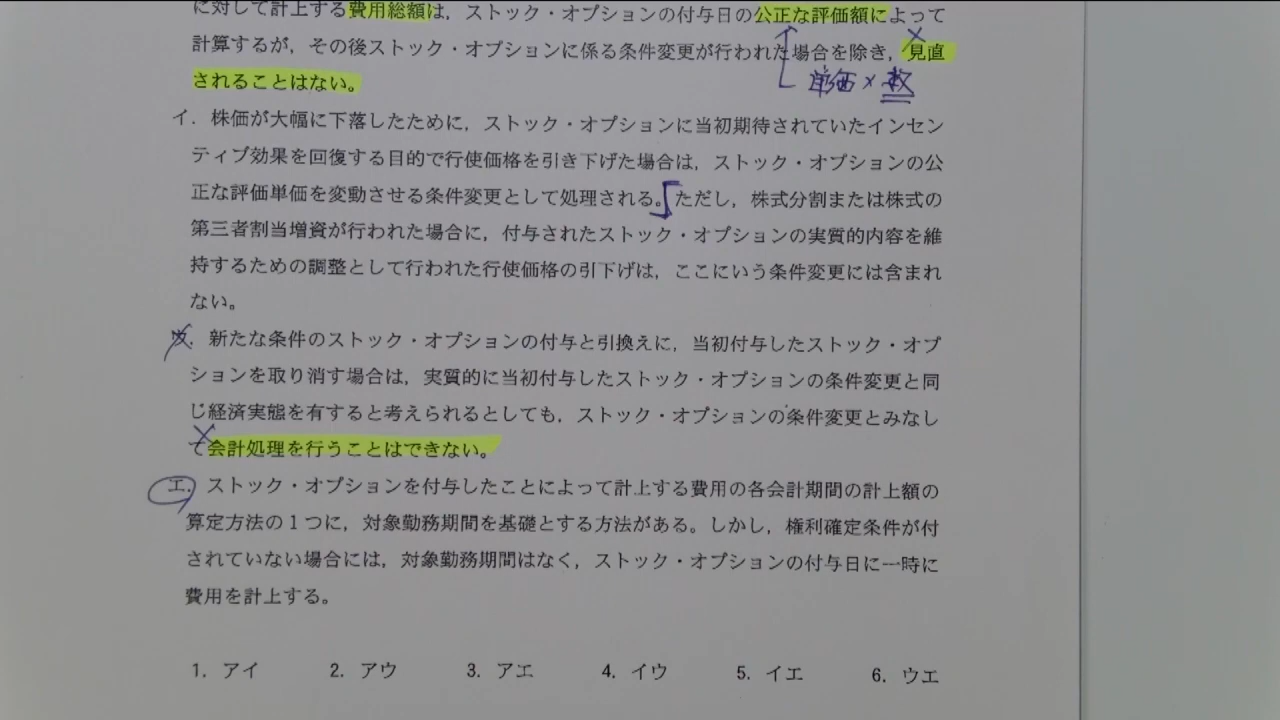 に対して計上する費用総額は，ストック・オプションの付与日の公正な評価額によって
計算するが，その後ストック・オプションに係る条件変更が行われた場合を除き，見直
されることはない。
単価×数
イ．株価が大幅に下落したために，ストック・オプションに当初期待されていたインセン
ティブ効果を回復する目的で行使価格を引き下げた場合は，ストック・オプションの公
正な評価単価を変動させる条件変更として処理される。ただし，株式分割または株式の
第三者割当増資が行われた場合に，付与されたストック・オプションの実質的内容を維
持するための調整として行われた行使価格の引下げは，ここにいう条件変更には含まれ
ない。
ウ．新たな条件のストック・オプションの付与と引換えに，当初付与したストック・オプ
ションを取り消す場合は，実質的に当初付与したストック・オプションの条件変更と同
じ経済実態を有すると考えられるとしても，ストック・オプションの条件変更とみなし
て会計処理を行うことはできない。
エ．ストック・オプションを付与したことによって計上する費用の各会計期間の計上額の
算定方法の１つに，対象勤務期間を基礎とする方法がある。しかし，権利確定条件が付
されていない場合には，対象勤務期間はなく，ストック・オプションの付与日に一時に
費用を計上する。
1．アイ 2．アウ 3．アエ 4．イウ 5．イエ 6．ウエ